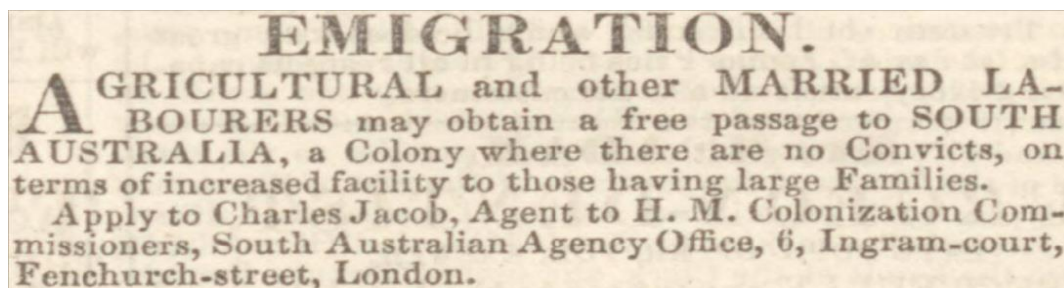 EMIGRATION.
AGRICULTURAL and other MARRIED LA-
BOURERS may obtain a free passage to SOUTH
AUSTRALIA, a Colony where there are no Convicts, on
terms of increased facility to those having large Families.
Apply to Charles Jacob, Agent to H. M. Colonization Com-
missioners, South Australian Agency Office, 6, Ingram-court,
Fenchurch-street, London.